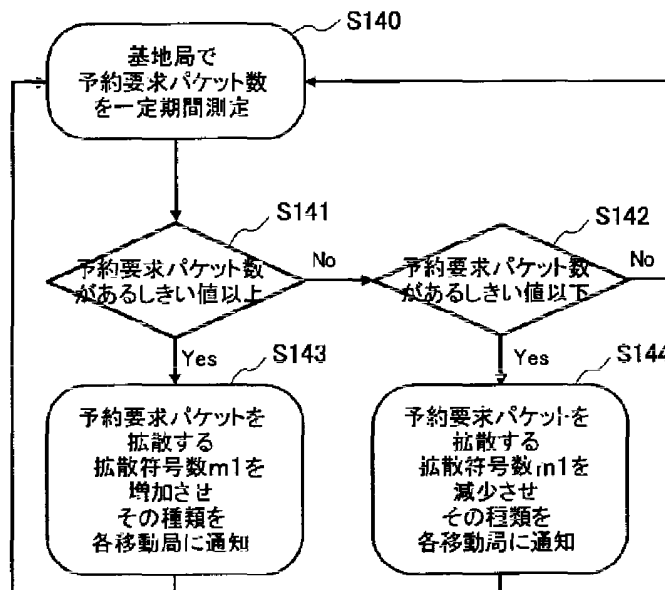 S140
基地局で
予約要求パケット数
を一定期間測定
S141
予約要求パケット数
があるしきい値以上
No
S142
予約要求パケット数
があるしきい値以下
No
Yes
S143
予約要求パケットを
拡散する
拡散符号数m1を
増加させ
その種類を
各移動局に通知
Yes
S144
予約要求パケットを
拡散する
拡散符号数m1を
減少させ
その種類を
各移動局に通知